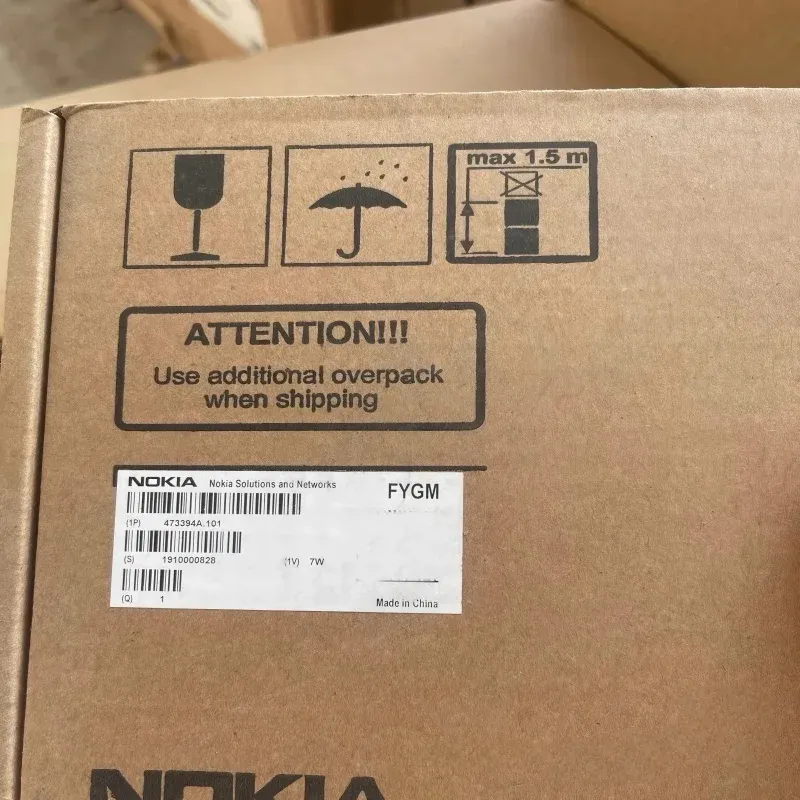 max 1.5 m
ATTENTION!!!
Use additional overpack
when shipping
NOKIA Nokia Solutions and Networks
FYGM
(1P) 473394A.101
(S) 1910000828 (1V) 7W
(Q) 1
Made in China
NOKIA